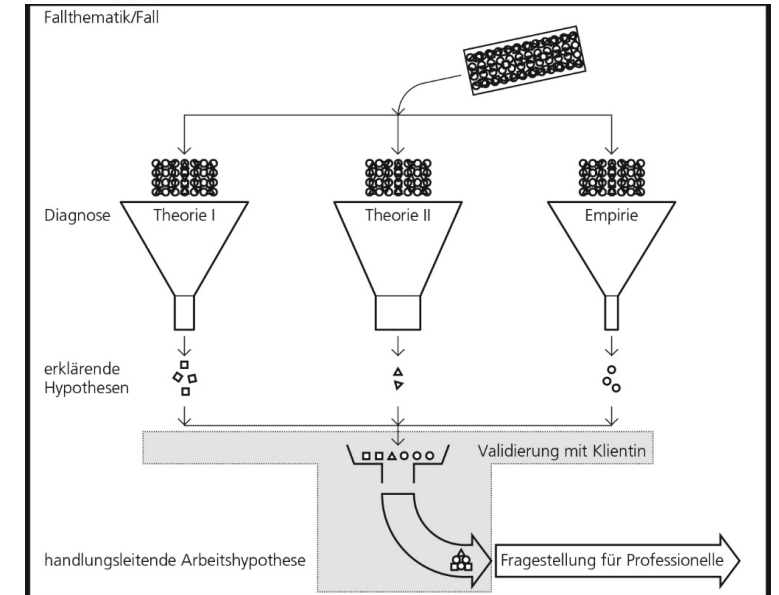 Fallthematik/Fall
Diagnose
Theorie I
Theorie II
Empirie
erklärende
Hypothesen
Validierung mit Klientin
handlungsleitende Arbeitshypothese
Fragestellung für Professionelle